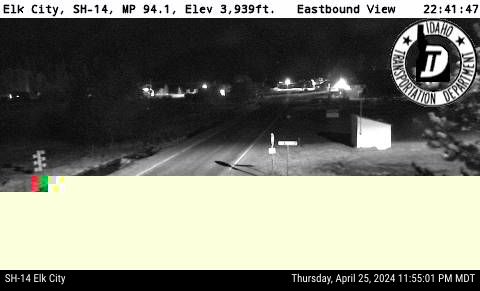 Elk City, SH-14, MP 94.1, Elev 3,939ft. Eastbound View 22:41:47
IDAHO
TRANSPORTATION DEPARTMENT
SH-14 Elk City
Thursday, April 25, 2024 11:55:01 PM MDT